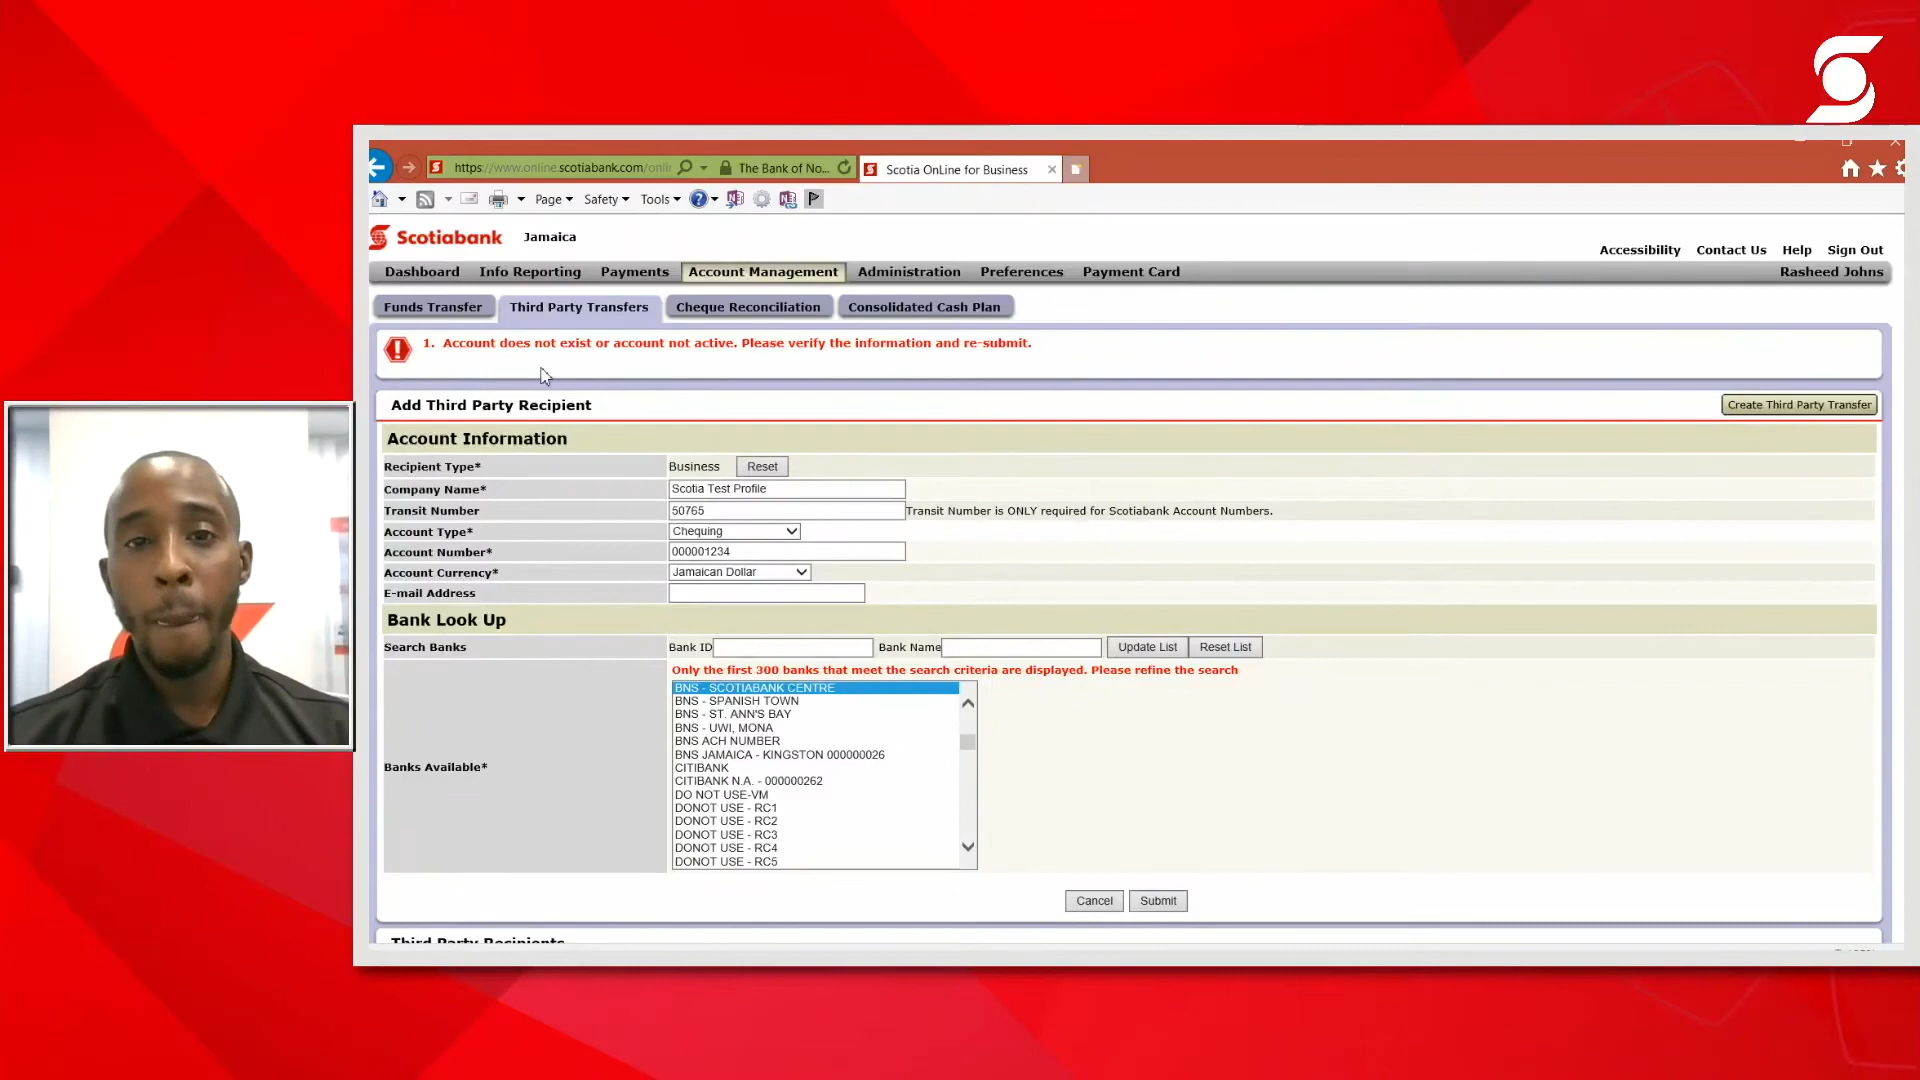 https://www.online.scotiabank.com/onli
The Bank of No...
Scotia OnLine for Business
Page
Safety
Tools
Scotiabank
Jamaica
Accessibility Contact Us Help Sign Out
Dashboard Info Reporting Payments Account Management Administration Preferences Payment Card Rasheed Johns
Funds Transfer Third Party Transfers Cheque Reconciliation Consolidated Cash Plan
1. Account does not exist or account not active. Please verify the information and re-submit.
Add Third Party Recipient
Create Third Party Transfer
Account Information
Recipient Type* Business Reset
Company Name* Scotia Test Profile
Transit Number 50765 Transit Number is ONLY required for Scotiabank Account Numbers.
Account Type* Chequing
Account Number* 000001234
Account Currency* Jamaican Dollar
E-mail Address
Bank Look Up
Search Banks Bank ID Bank Name Update List Reset List
Only the first 300 banks that meet the search criteria are displayed. Please refine the search
Banks Available*
BNS - SCOTIABANK CENTRE
BNS - SPANISH TOWN
BNS - ST. ANN'S BAY
BNS - UWI, MONA
BNS ACH NUMBER
BNS JAMAICA - KINGSTON 000000026
CITIBANK
CITIBANK N.A. - 000000262
DO NOT USE-VM
DONOT USE - RC1
DONOT USE - RC2
DONOT USE - RC3
DONOT USE - RC4
DONOT USE - RC5
Cancel Submit
Third Party Recipients